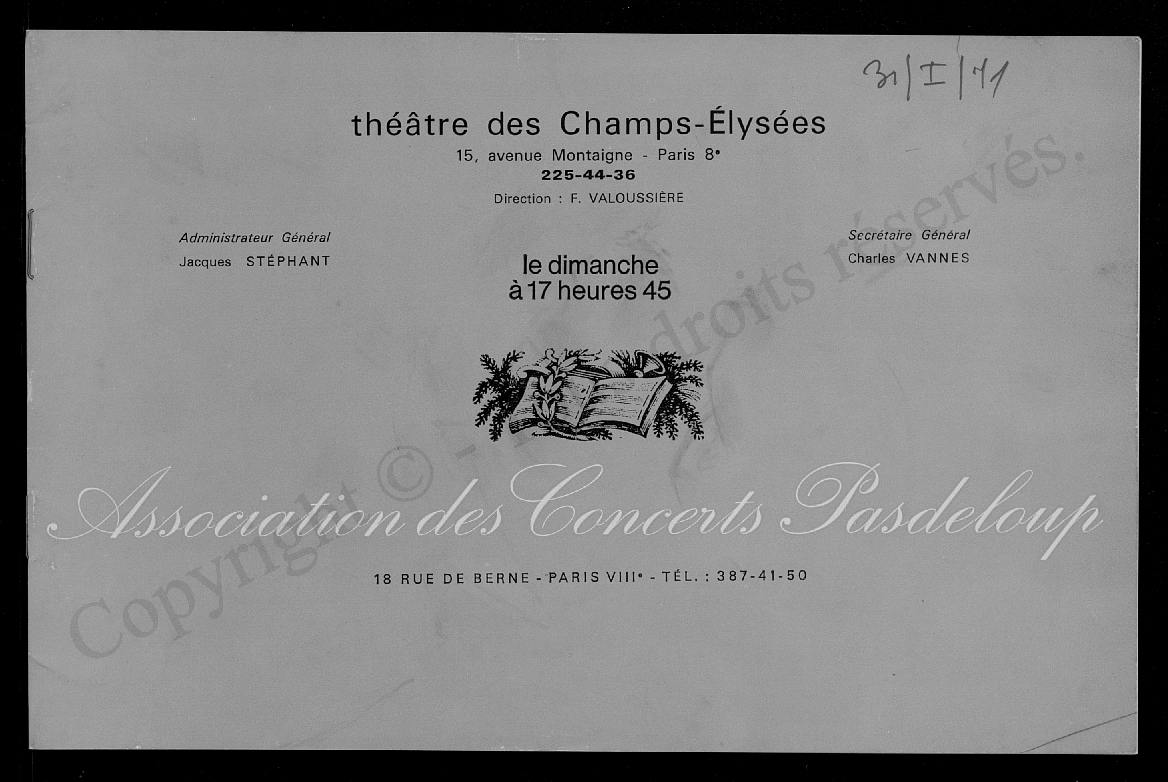 31/I/71
théâtre des Champs-Élysées
15, avenue Montaigne - Paris 8e
225-44-36
Direction : F. VALOUSSIÈRE
Administrateur Général
Jacques STÉPHANT
Secrétaire Général
Charles VANNES
le dimanche
à 17 heures 45
Association des Concerts Pasdeloup
18 RUE DE BERNE - PARIS VIIIe - TÉL. : 387-41-50
Copyright © - droits réservés.